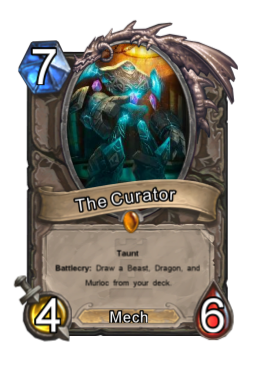 7
The Curator
Taunt
Battlecry: Draw a Beast, Dragon, and
Murloc from your deck.
4
Mech
6